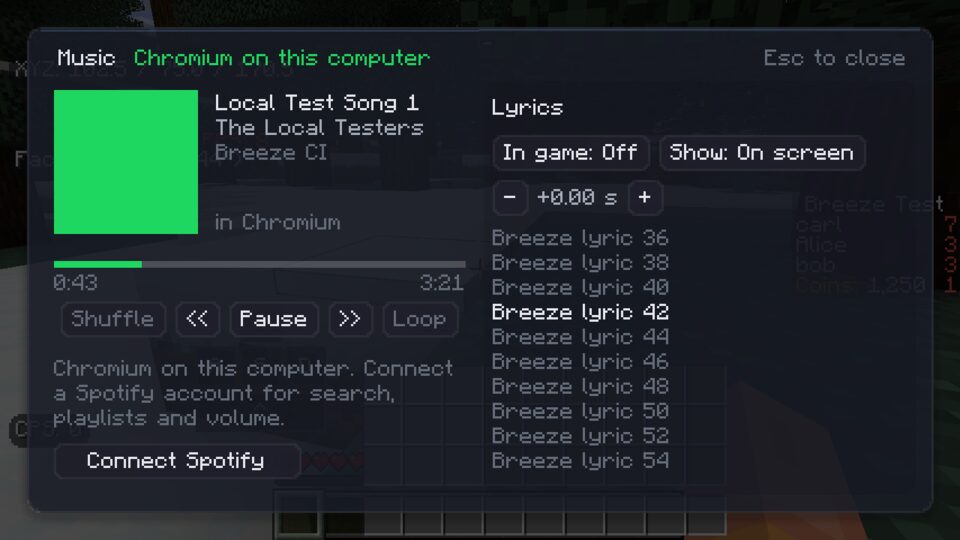 Music Chromium on this computer
Esc to close
Local Test Song 1
The Local Testers
Breeze CI
in Chromium
0:43
3:21
Shuffle
<<
Pause
>>
Loop
Chromium on this computer. Connect
a Spotify account for search,
playlists and volume.
Connect Spotify
Lyrics
In game: Off
Show: On screen
- +0.00 s +
Breeze lyric 36
Breeze lyric 38
Breeze lyric 40
Breeze lyric 42
Breeze lyric 44
Breeze lyric 46
Breeze lyric 48
Breeze lyric 50
Breeze lyric 52
Breeze lyric 54
Breeze Test
carl 7
Alice 3
bob 3
Coins: 1,250 1